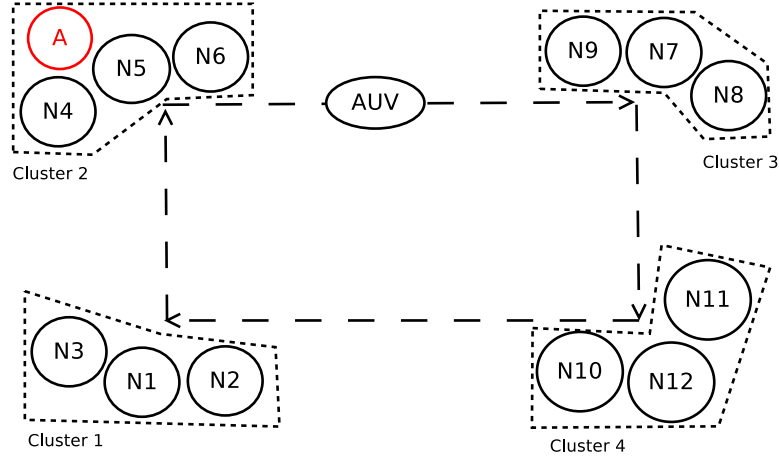 A
N5
N6
N4
Cluster 2
AUV
N9
N7
N8
Cluster 3
N3
N1
N2
Cluster 1
N11
N10
N12
Cluster 4